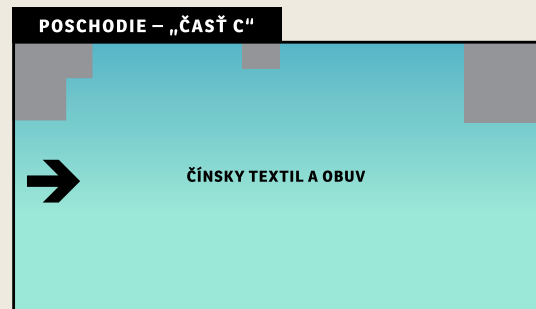 POSCHODIE – „ČASŤ C“
ČÍNSKY TEXTIL A OBUV